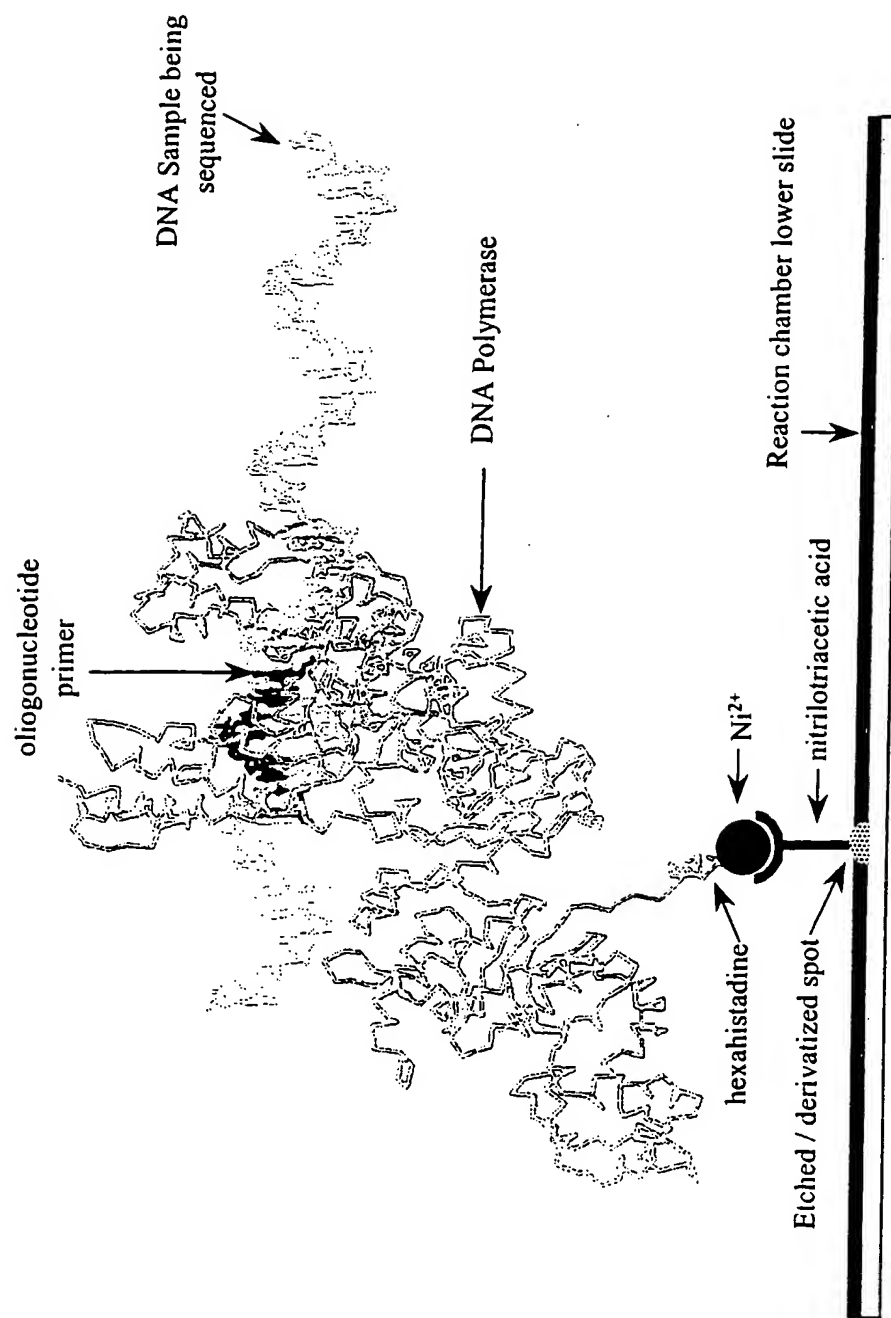 DNA Sample being
sequenced
oliogonucleotide
primer
DNA Polymerase
Reaction chamber lower slide
Ni2+
nitrilotriacetic acid
hexahistadine
Etched / derivatized spot